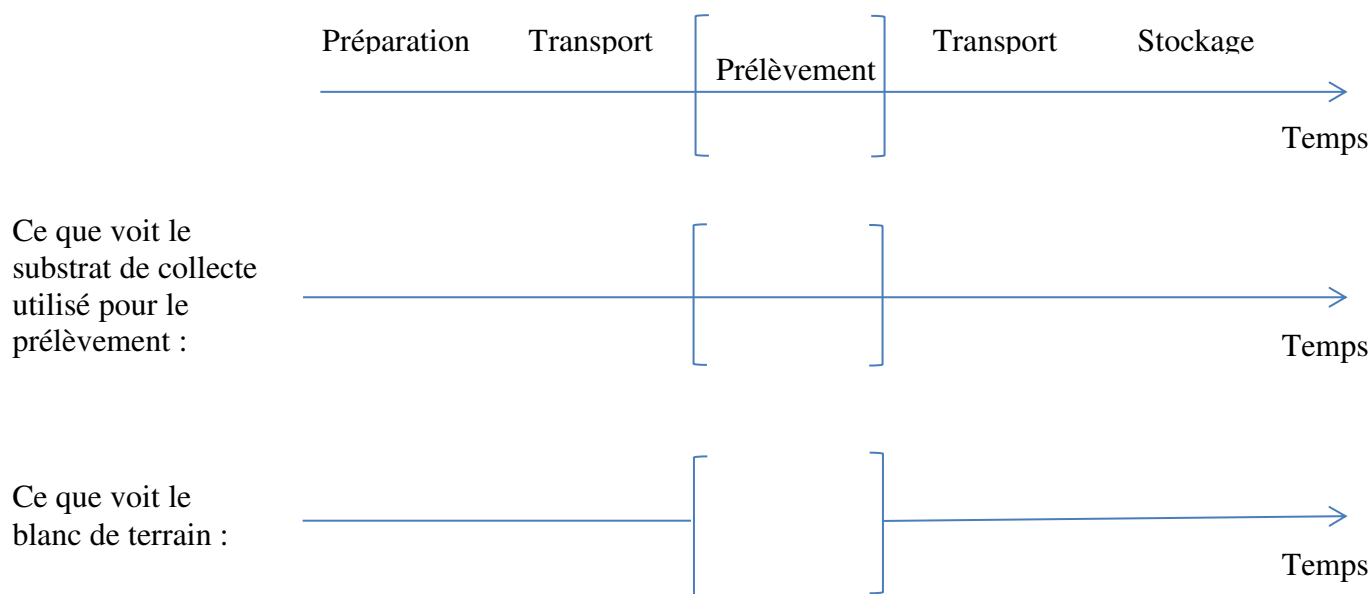 Préparation Transport Transport Stockage
Prélèvement
Temps
Ce que voit le
substrat de collecte
utilisé pour le
prélèvement :
Temps
Ce que voit le
blanc de terrain :
Temps